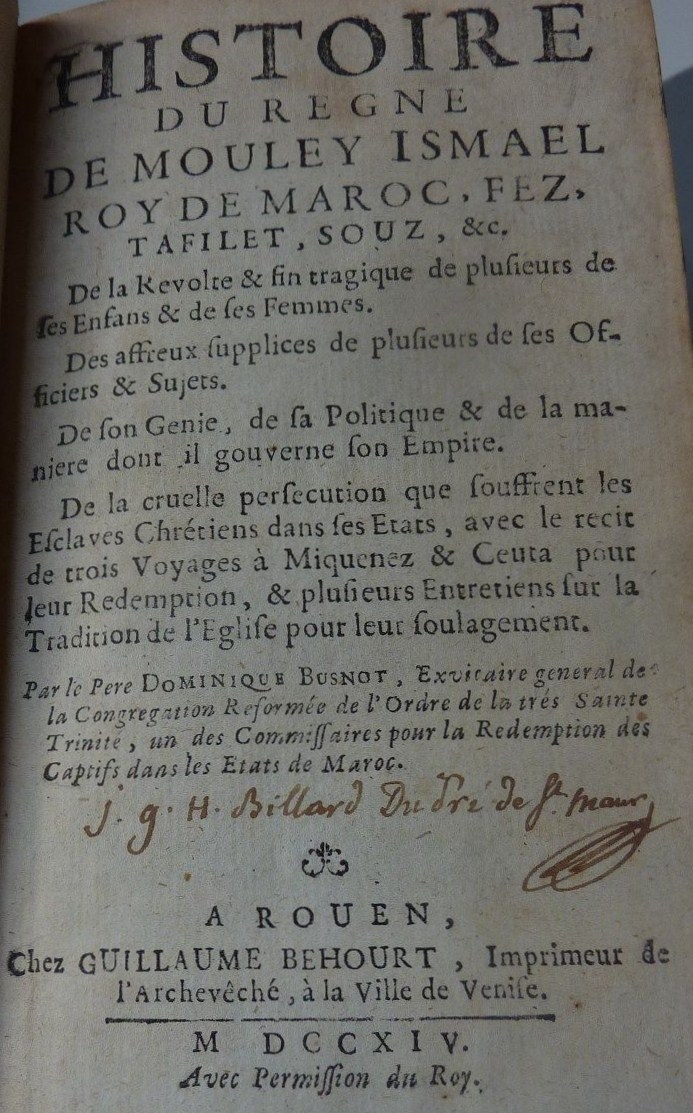 HISTOIRE
DU REGNE
DE MOULEY ISMAEL
ROY DE MAROC, FEZ,
TAFILET, SOUZ, &c.
De la Revolte & fin tragique de pluſieurs de
ſes Enfans & de ſes Femmes.
Des affreux ſupplices de pluſieurs de ſes Of-
ficiers & Sujets.
De ſon Genie, de ſa Politique & de la ma-
niere dont il gouverne ſon Empire.
De la cruelle perſecution que ſouffrent les
Eſclaves Chrétiens dans ſes Etats, avec le recit
de trois Voyages à Miquenez & Ceuta pour
leur Redemption, & pluſieurs Entretiens ſur la
Tradition de l'Egliſe pour leur ſoulagement.
Par le Pere DOMINIQUE BUSNOT, Exvicaire general de
la Congregation Reformée de l'Ordre de la trés Sainte
Trinité, un des Commiſſaires pour la Redemption des
Captifs dans les Etats de Maroc.
J. g. H. Billard Du Pré de St. maur
A ROUEN,
Chez GUILLAUME BEHOURT, Imprimeur de
l'Archevêché, à la Ville de Veniſe.
M DCCXIV.
Avec Permiſſion du Roy.